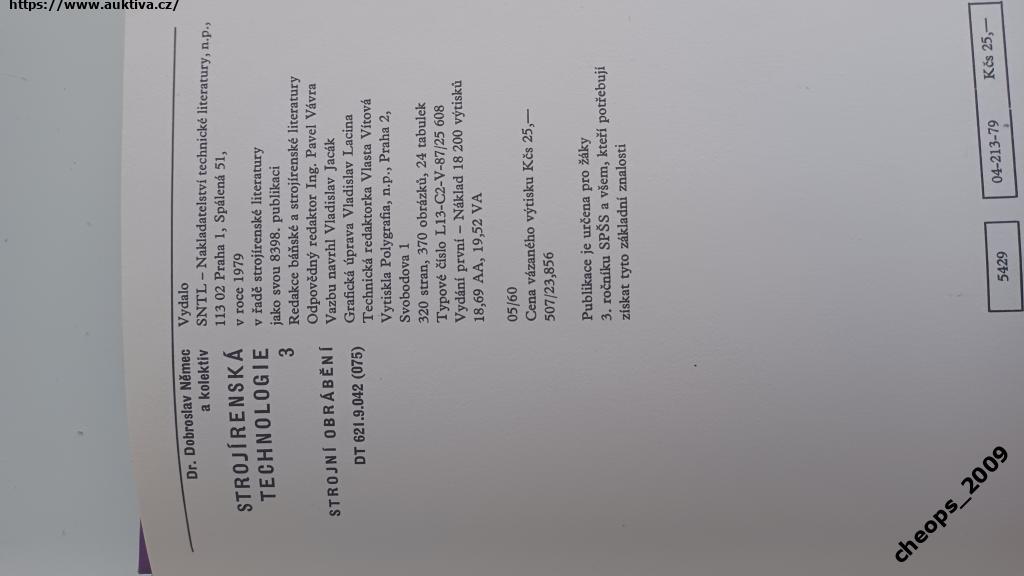 https://www.auktiva.cz/
Dr. Dobroslav Němec
a kolektiv
STROJÍRENSKÁ
TECHNOLOGIE
3
STROJNÍ OBRÁBĚNÍ
DT 621.9.042 (075)
Vydalo
SNTL – Nakladatelství technické literatury, n.p.,
113 02 Praha 1, Spálená 51,
v roce 1979
v řadě strojírenské literatury
jako svou 8398. publikaci
Redakce báňské a strojírenské literatury
Odpovědný redaktor Ing. Pavel Vávra
Vazbu navrhl Vladislav Jacák
Grafická úprava Vladislav Lacina
Technická redaktorka Vlasta Vítová
Vytiskla Polygrafia, n.p., Praha 2,
Svobodova 1
320 stran, 370 obrázků, 24 tabulek
Typové číslo L13-C2-V-87/25 608
Vydání první – Náklad 18 200 výtisků
18,69 AA, 19,52 VA
05/60
Cena vázaného výtisku Kčs 25,—
507/23,856
Publikace je určena pro žáky
3. ročníku SPŠS a všem, kteří potřebují
získat tyto základní znalosti
5429
04-213-79 Kčs 25,—
cheops_2009